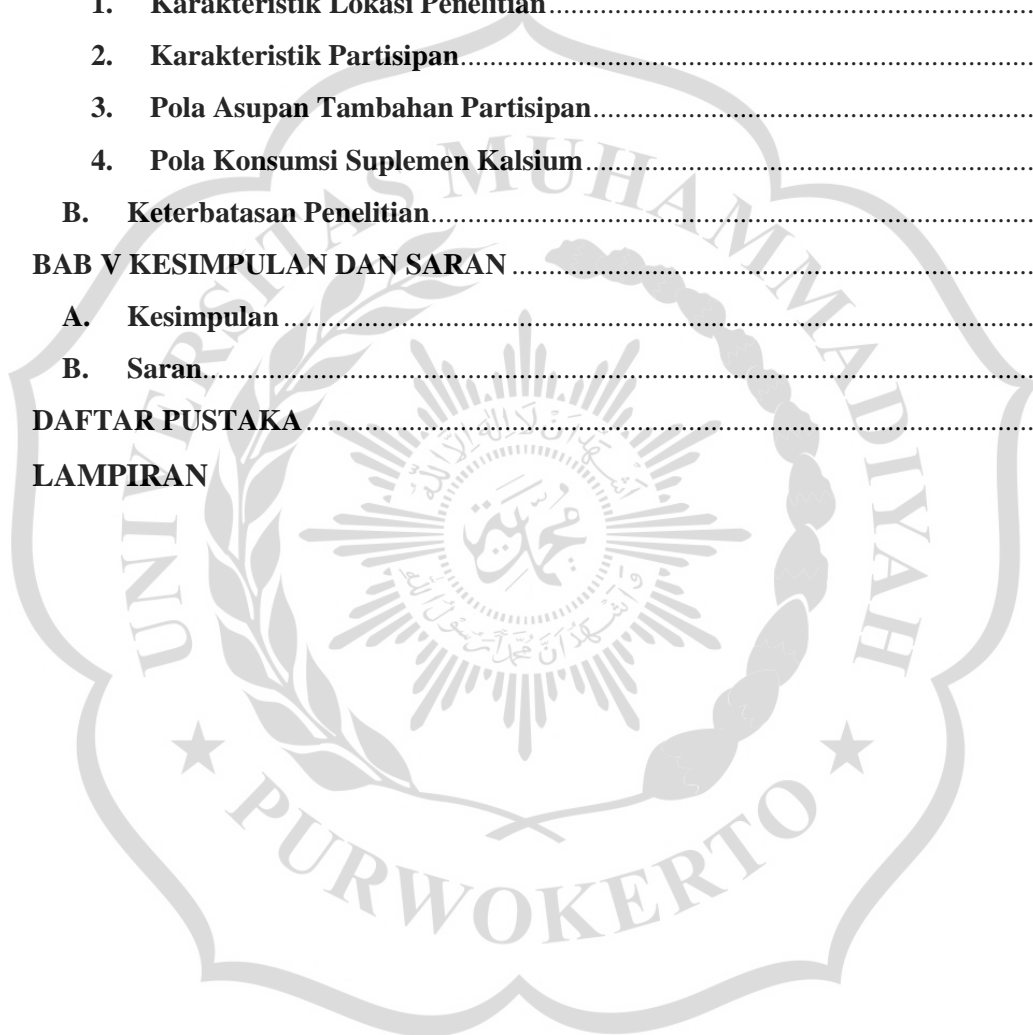 1. Karakteristik Lokasi Penelitian
2. Karakteristik Partisipan
3. Pola Asupan Tambahan Partisipan
4. Pola Konsumsi Suplemen Kalsium
B. Keterbatasan Penelitian
BAB V KESIMPULAN DAN SARAN
A. Kesimpulan
B. Saran
DAFTAR PUSTAKA
LAMPIRAN
UNIVERSITAS MUHAMMADIYAH
PURWOKERTO